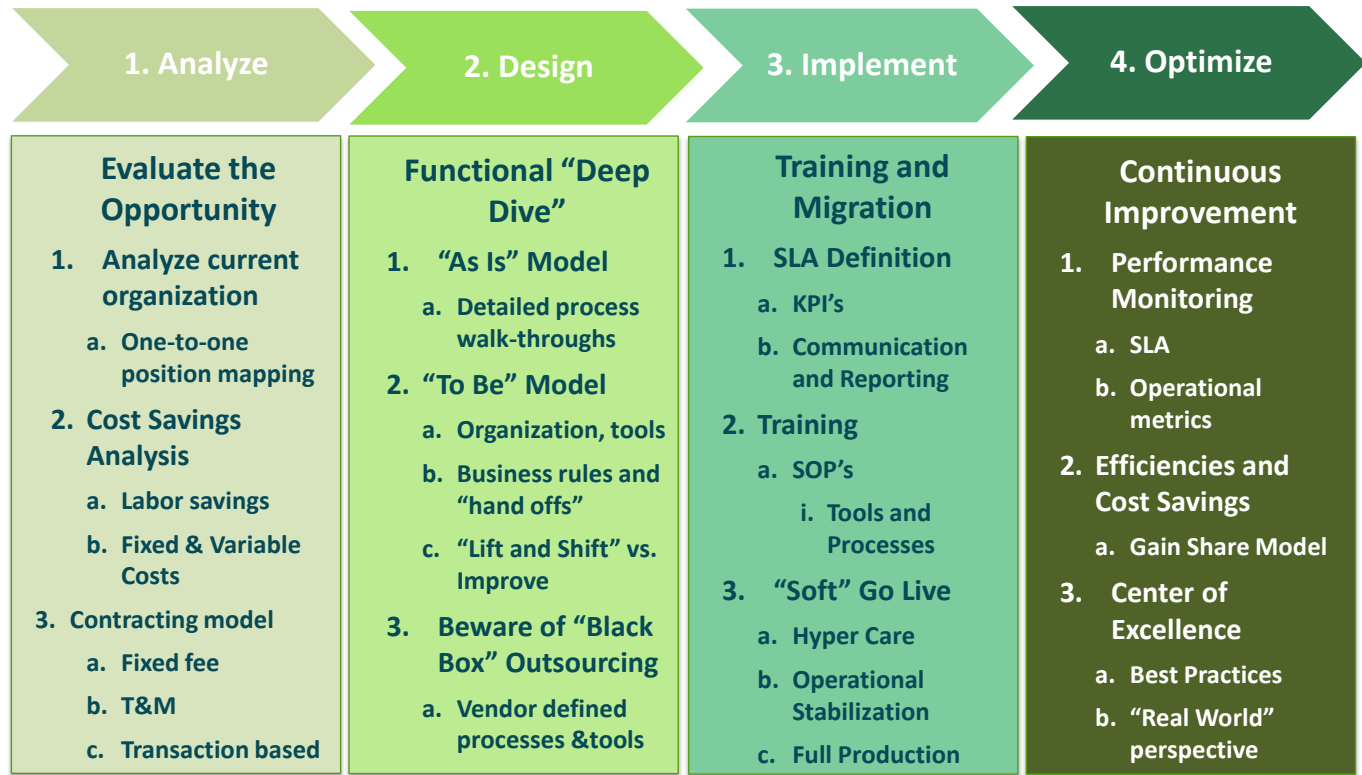 1. Analyze
2. Design
3. Implement
4. Optimize
Evaluate the
Opportunity
1. Analyze current
organization
a. One-to-one
position mapping
2. Cost Savings
Analysis
a. Labor savings
b. Fixed & Variable
Costs
3. Contracting model
a. Fixed fee
b. T&M
c. Transaction based
Functional “Deep
Dive”
1. “As Is” Model
a. Detailed process
walk-throughs
2. “To Be” Model
a. Organization, tools
b. Business rules and
“hand offs”
c. “Lift and Shift” vs.
Improve
3. Beware of “Black
Box” Outsourcing
a. Vendor defined
processes &tools
Training and
Migration
1. SLA Definition
a. KPI’s
b. Communication
and Reporting
2. Training
a. SOP’s
i. Tools and
Processes
3. “Soft” Go Live
a. Hyper Care
b. Operational
Stabilization
c. Full Production
Continuous
Improvement
1. Performance
Monitoring
a. SLA
b. Operational
metrics
2. Efficiencies and
Cost Savings
a. Gain Share Model
3. Center of
Excellence
a. Best Practices
b. “Real World”
perspective